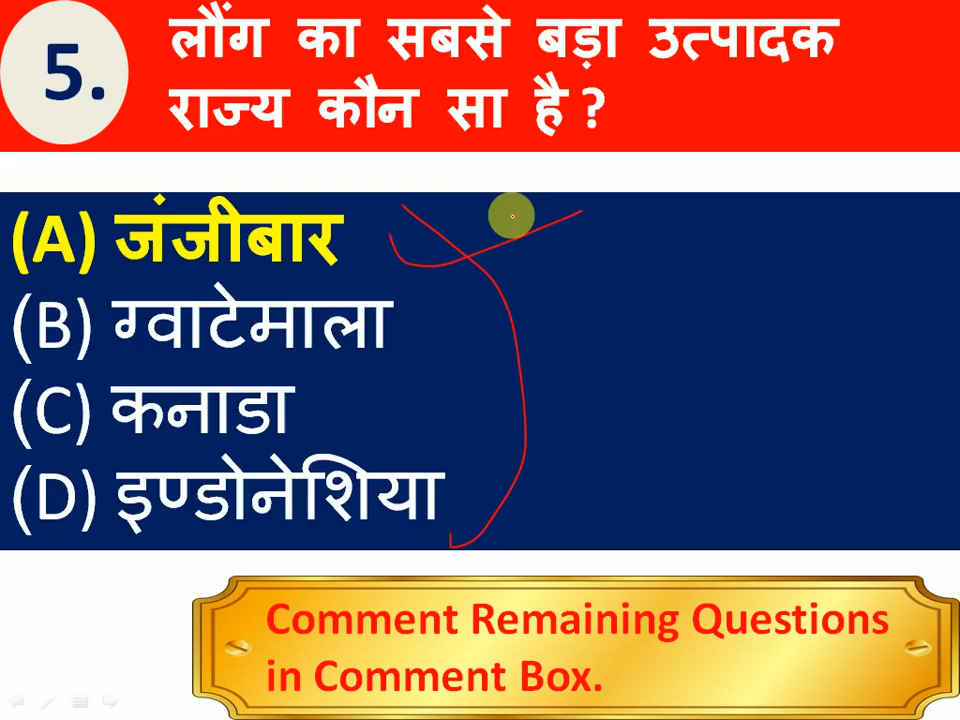 5.
लौंग का सबसे बड़ा उत्पादक
राज्य कौन सा है ?
(A) जंजीबार
(B) ग्वाटेमाला
(C) कनाडा
(D) इण्डोनेशिया
Comment Remaining Questions
in Comment Box.